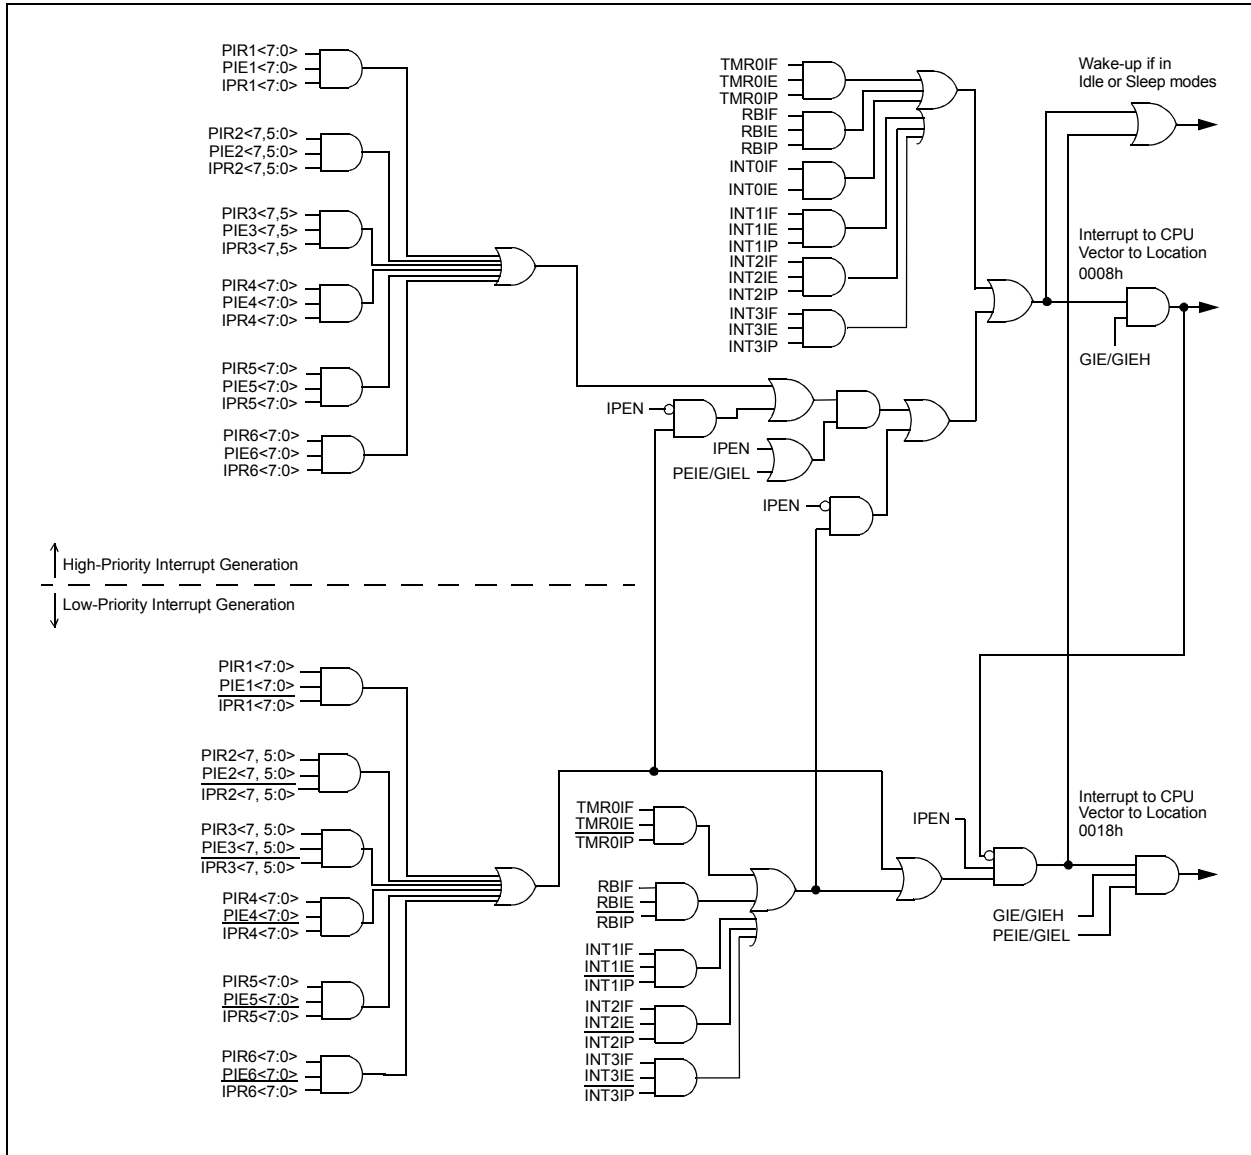 PIR1<7:0>
PIE1<7:0>
IPR1<7:0>
PIR2<7,5:0>
PIE2<7,5:0>
IPR2<7,5:0>
PIR3<7,5>
PIE3<7,5>
IPR3<7,5>
PIR4<7:0>
PIE4<7:0>
IPR4<7:0>
PIR5<7:0>
PIE5<7:0>
IPR5<7:0>
PIR6<7:0>
PIE6<7:0>
IPR6<7:0>
TMR0IF
TMR0IE
TMR0IP
RBIF
RBIE
RBIP
INT0IF
INT0IE
INT1IF
INT1IE
INT1IP
INT2IF
INT2IE
INT2IP
INT3IF
INT3IE
INT3IP
Wake-up if in
Idle or Sleep modes
Interrupt to CPU
Vector to Location
0008h
GIE/GIEH
IPEN
IPEN
PEIE/GIEL
IPEN
High-Priority Interrupt Generation
Low-Priority Interrupt Generation
PIR1<7:0>
PIE1<7:0>
IPR1<7:0>
PIR2<7, 5:0>
PIE2<7, 5:0>
IPR2<7, 5:0>
PIR3<7, 5:0>
PIE3<7, 5:0>
IPR3<7, 5:0>
PIR4<7:0>
PIE4<7:0>
IPR4<7:0>
PIR5<7:0>
PIE5<7:0>
IPR5<7:0>
PIR6<7:0>
PIE6<7:0>
IPR6<7:0>
TMR0IF
TMR0IE
TMR0IP
RBIF
RBIE
RBIP
INT1IF
INT1IE
INT1IP
INT2IF
INT2IE
INT2IP
INT3IF
INT3IE
INT3IP
IPEN
Interrupt to CPU
Vector to Location
0018h
GIE/GIEH
PEIE/GIEL